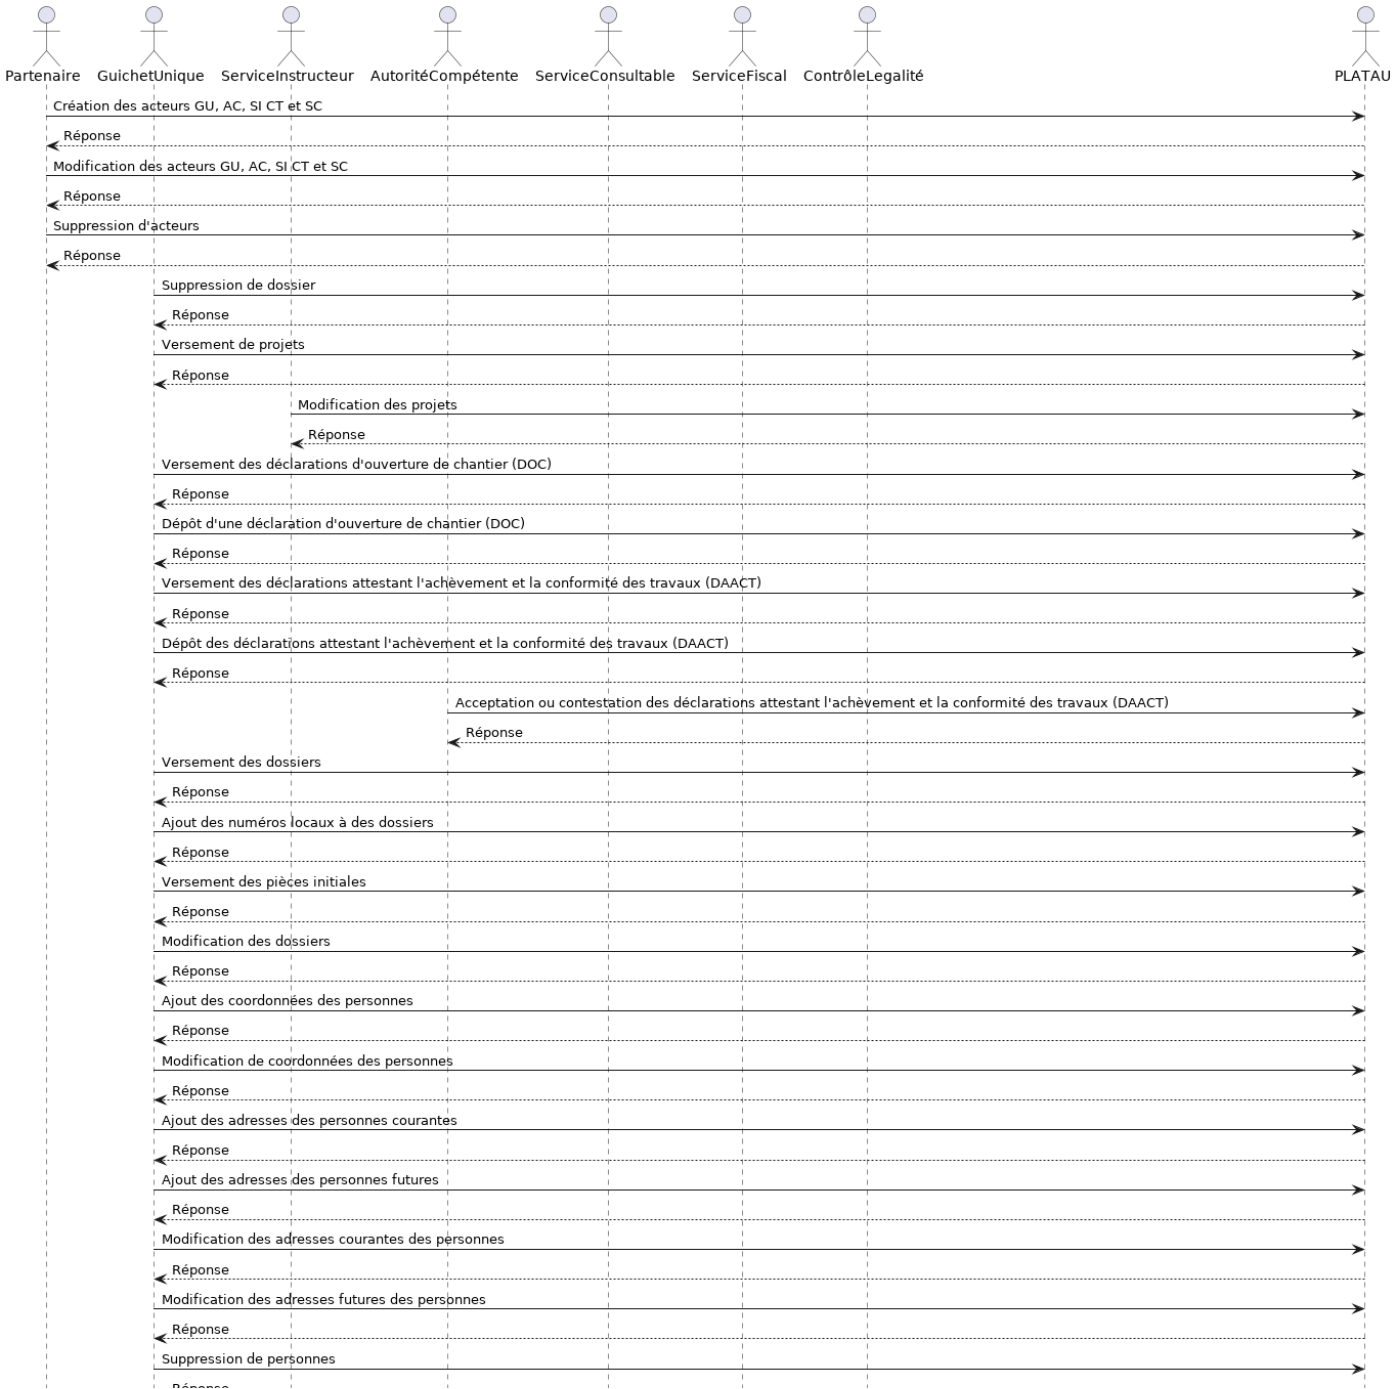 Partenaire GuichetUnique ServiceInstructeur AutoritéCompétente ServiceConsultable ServiceFiscal ContrôleLegalité PLATAU
Création des acteurs GU, AC, SI CT et SC
Réponse
Modification des acteurs GU, AC, SI CT et SC
Réponse
Suppression d'acteurs
Réponse
Suppression de dossier
Réponse
Versement de projets
Réponse
Modification des projets
Réponse
Versement des déclarations d'ouverture de chantier (DOC)
Réponse
Dépôt d'une déclaration d'ouverture de chantier (DOC)
Réponse
Versement des déclarations attestant l'achèvement et la conformité des travaux (DAACT)
Réponse
Dépôt des déclarations attestant l'achèvement et la conformité des travaux (DAACT)
Réponse
Acceptation ou contestation des déclarations attestant l'achèvement et la conformité des travaux (DAACT)
Réponse
Versement des dossiers
Réponse
Ajout des numéros locaux à des dossiers
Réponse
Versement des pièces initiales
Réponse
Modification des dossiers
Réponse
Ajout des coordonnées des personnes
Réponse
Modification de coordonnées des personnes
Réponse
Ajout des adresses des personnes courantes
Réponse
Ajout des adresses des personnes futures
Réponse
Modification des adresses courantes des personnes
Réponse
Modification des adresses futures des personnes
Réponse
Suppression de personnes
Réponse